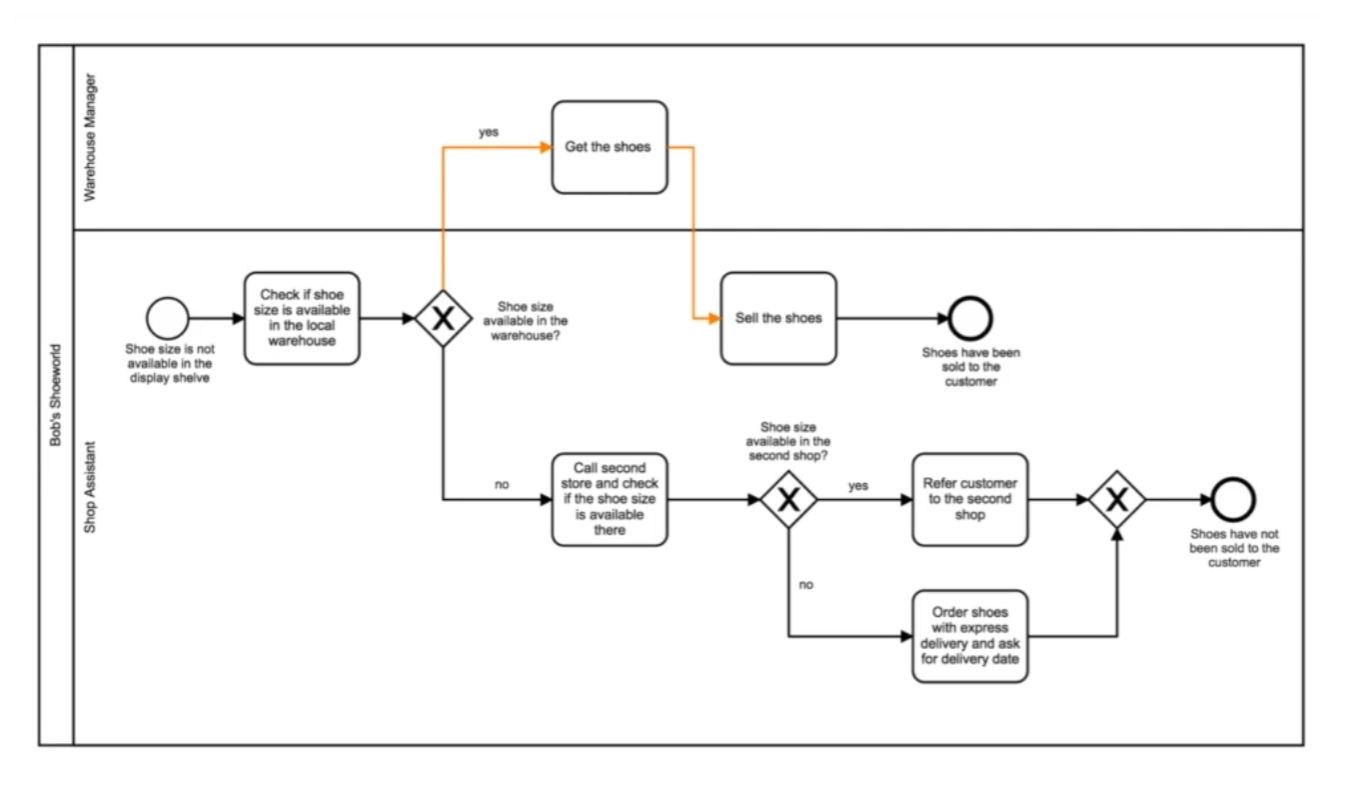 Bob's Shoeworld
Warehouse Manager
yes
Get the shoes
Shop Assistant
Shoe size is not
available in the
display shelve
Check if shoe
size is available
in the local
warehouse
X
Shoe size
available in the
warehouse?
Sell the shoes
Shoes have been
sold to the
customer
no
Call second
store and check
if the shoe size
is available
there
Shoe size
available in the
second shop?
X
yes
Refer customer
to the second
shop
X
Shoes have not
been sold to the
customer
no
Order shoes
with express
delivery and ask
for delivery date